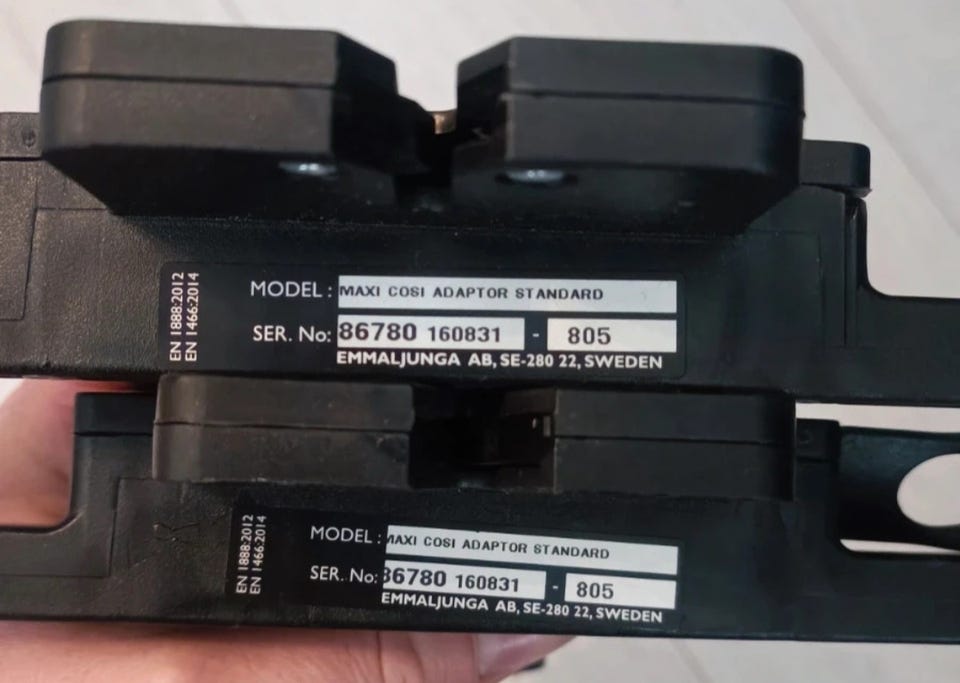 EN 1888:2012
EN 1466:2014
MODEL : MAXI COSI ADAPTOR STANDARD
SER. No: 86780 160831 - 805
EMMALJUNGA AB, SE-280 22, SWEDEN
EN 1888:2012
EN 1466:2014
MODEL : MAXI COSI ADAPTOR STANDARD
SER. No: 86780 160831 - 805
EMMALJUNGA AB, SE-280 22, SWEDEN